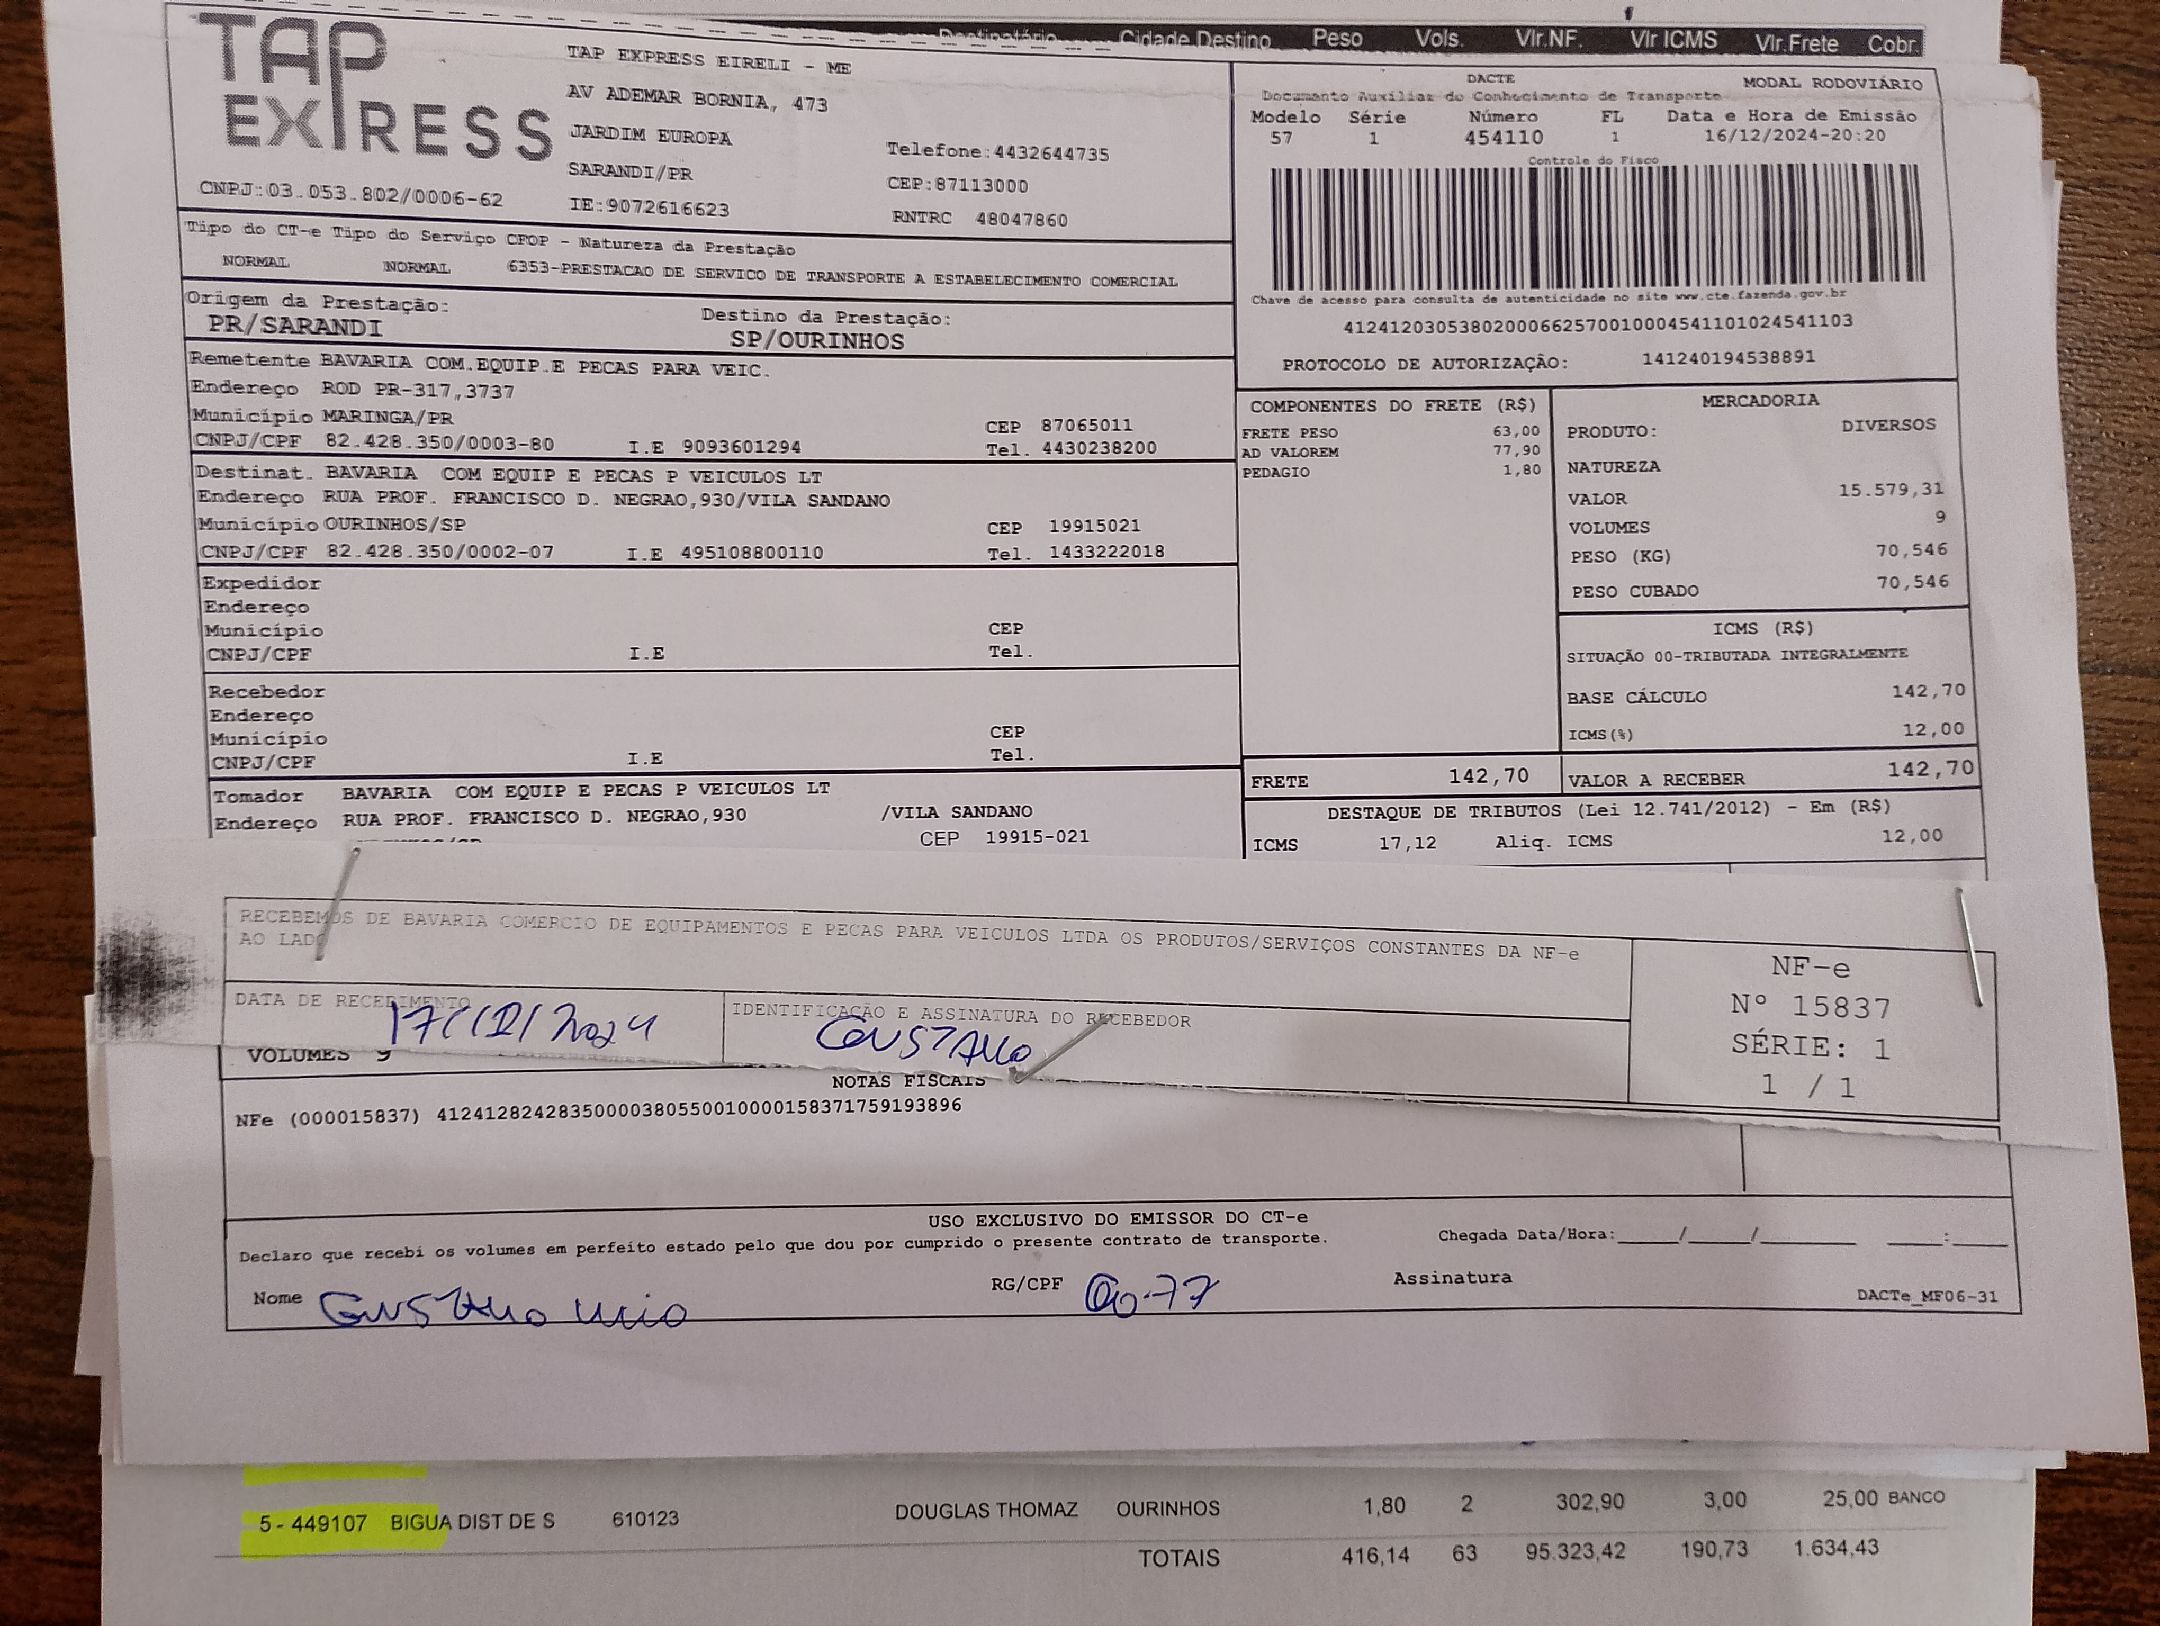 Destinatário Cidade Destino Peso Vols. Vlr.NF. Vlr ICMS Vlr.Frete Cobr.
TAP EXPRESS
CNPJ:03.053.802/0006-62
TAP EXPRESS EIRELI - ME
AV ADEMAR BORNIA, 473
JARDIM EUROPA
SARANDI/PR
IE:9072616623
Telefone:4432644735
CEP:87113000
RNTRC 48047860
DACTE MODAL RODOVIÁRIO
Documento Auxiliar do Conhecimento de Transporte
Modelo Série Número FL Data e Hora de Emissão
57 1 454110 1 16/12/2024-20:20
Controle do Fisco
Chave de acesso para consulta de autenticidade no site www.cte.fazenda.gov.br
41241203053802000662570010004541101024541103
PROTOCOLO DE AUTORIZAÇÃO: 141240194538891
Tipo do CT-e Tipo do Serviço CFOP - Natureza da Prestação
NORMAL NORMAL 6353-PRESTACAO DE SERVICO DE TRANSPORTE A ESTABELECIMENTO COMERCIAL
Origem da Prestação: Destino da Prestação:
PR/SARANDI SP/OURINHOS
Remetente BAVARIA COM.EQUIP.E PECAS PARA VEIC.
Endereço ROD PR-317,3737
Município MARINGA/PR CEP 87065011
CNPJ/CPF 82.428.350/0003-80 I.E 9093601294 Tel. 4430238200
Destinat. BAVARIA COM EQUIP E PECAS P VEICULOS LT
Endereço RUA PROF. FRANCISCO D. NEGRAO,930/VILA SANDANO
Município OURINHOS/SP CEP 19915021
CNPJ/CPF 82.428.350/0002-07 I.E 495108800110 Tel. 1433222018
Expedidor
Endereço
Município CEP
CNPJ/CPF I.E Tel.
Recebedor
Endereço
Município CEP
CNPJ/CPF I.E Tel.
Tomador BAVARIA COM EQUIP E PECAS P VEICULOS LT
Endereço RUA PROF. FRANCISCO D. NEGRAO,930 /VILA SANDANO
CEP 19915-021
COMPONENTES DO FRETE (R$)
FRETE PESO 63,00
AD VALOREM 77,90
PEDAGIO 1,80
MERCADORIA
PRODUTO: DIVERSOS
NATUREZA
VALOR 15.579,31
VOLUMES 9
PESO (KG) 70,546
PESO CUBADO 70,546
ICMS (R$)
SITUAÇÃO 00-TRIBUTADA INTEGRALMENTE
BASE CÁLCULO 142,70
ICMS(%) 12,00
FRETE 142,70 VALOR A RECEBER 142,70
DESTAQUE DE TRIBUTOS (Lei 12.741/2012) - Em (R$)
ICMS 17,12 Aliq. ICMS 12,00
RECEBEMOS DE BAVARIA COMERCIO DE EQUIPAMENTOS E PECAS PARA VEICULOS LTDA OS PRODUTOS/SERVIÇOS CONSTANTES DA NF-e
AO LADO
DATA DE RECEBIMENTO
17/12/2024
IDENTIFICAÇÃO E ASSINATURA DO RECEBEDOR
GUSTAVO
NF-e
Nº 15837
SÉRIE: 1
1 / 1
VOLUMES 9
NOTAS FISCAIS
NFe (000015837) 41241282428350000380550010000158371759193896
USO EXCLUSIVO DO EMISSOR DO CT-e
Declaro que recebi os volumes em perfeito estado pelo que dou por cumprido o presente contrato de transporte.
Chegada Data/Hora:_____/_____/________ ____:_____
Nome GUSTAVO RG/CPF Assinatura
DACTe_MF06-31
5 - 449107 BIGUA DIST DE S 610123 DOUGLAS THOMAZ OURINHOS 1,80 2 302,90 3,00 25,00 BANCO
TOTAIS 416,14 63 95.323,42 190,73 1.634,43